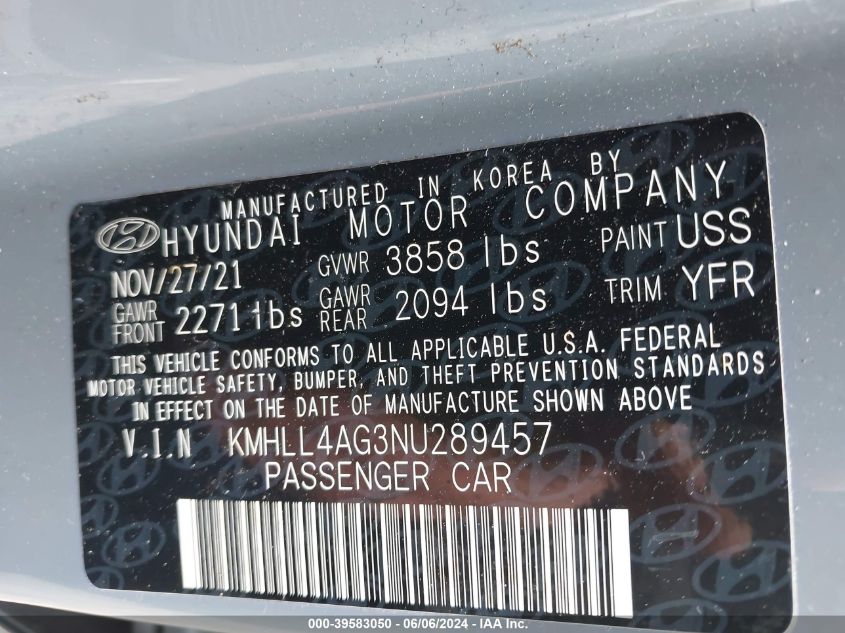 MANUFACTURED IN KOREA BY
HYUNDAI MOTOR COMPANY
NOV/27/21 GVWR 3858 lbs PAINT USS
GAWR FRONT 2271 lbs GAWR REAR 2094 lbs TRIM YFR
THIS VEHICLE CONFORMS TO ALL APPLICABLE U.S.A. FEDERAL
MOTOR VEHICLE SAFETY, BUMPER, AND THEFT PREVENTION STANDARDS
IN EFFECT ON THE DATE OF MANUFACTURE SHOWN ABOVE
V.I.N KMHLL4AG3NU289457
PASSENGER CAR
000-39583050 - 06/06/2024 - IAA Inc.